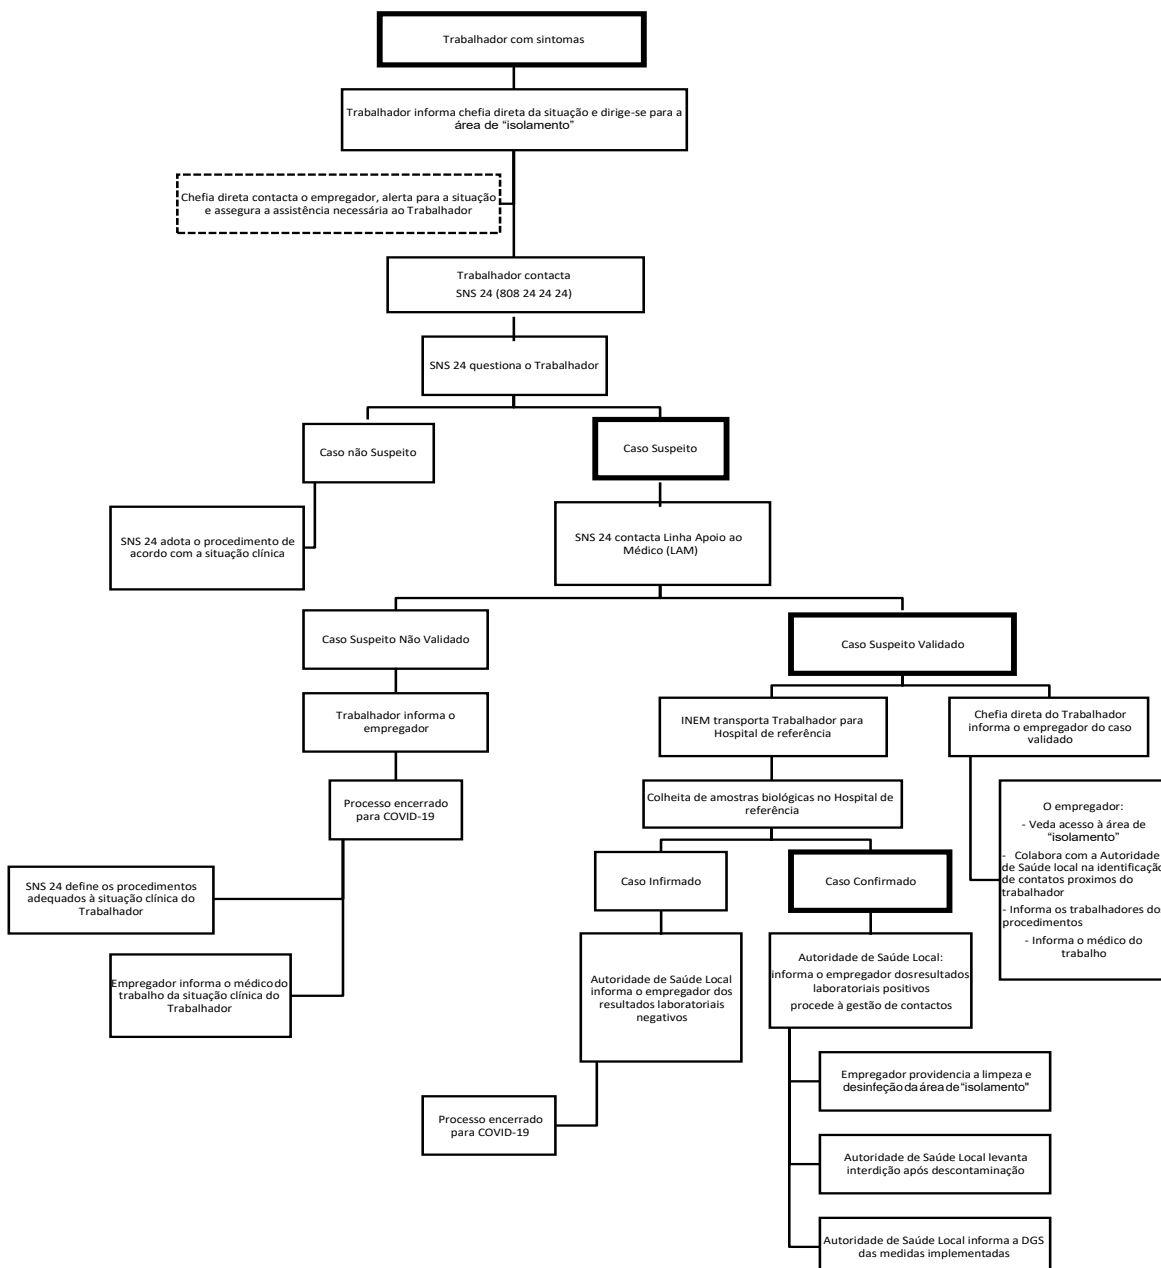 Trabalhador com sintomas
Trabalhador informa chefia direta da situação e dirige-se para a
área de “isolamento”
Chefia direta contacta o empregador, alerta para a situação
e assegura a assistência necessária ao Trabalhador
Trabalhador contacta
SNS 24 (808 24 24 24)
SNS 24 questiona o Trabalhador
Caso não Suspeito
Caso Suspeito
SNS 24 adota o procedimento de
acordo com a situação clínica
SNS 24 contacta Linha Apoio ao
Médico (LAM)
Caso Suspeito Não Validado
Caso Suspeito Validado
Trabalhador informa o
empregador
INEM transporta Trabalhador para
Hospital de referência
Chefia direta do Trabalhador
informa o empregador do caso
validado
Processo encerrado
para COVID-19
Colheita de amostras biológicas no Hospital de
referência
O empregador:
- Veda acesso à área de
“isolamento”
- Colabora com a Autoridade
de Saúde local na identificação
de contatos proximos do
trabalhador
- Informa os trabalhadores dos
procedimentos
- Informa o médico do
trabalho
SNS 24 define os procedimentos
adequados à situação clínica do
Trabalhador
Caso Infirmado
Caso Confirmado
Empregador informa o médico do
trabalho da situação clínica do
Trabalhador
Autoridade de Saúde Local
informa o empregador dos
resultados laboratoriais
negativos
Autoridade de Saúde Local:
informa o empregador dosresultados
laboratoriais positivos
procede à gestão de contactos
Empregador providencia a limpeza e
desinfeção da área de “isolamento”
Processo encerrado
para COVID-19
Autoridade de Saúde Local levanta
interdição após descontaminação
Autoridade de Saúde Local informa a DGS
das medidas implementadas